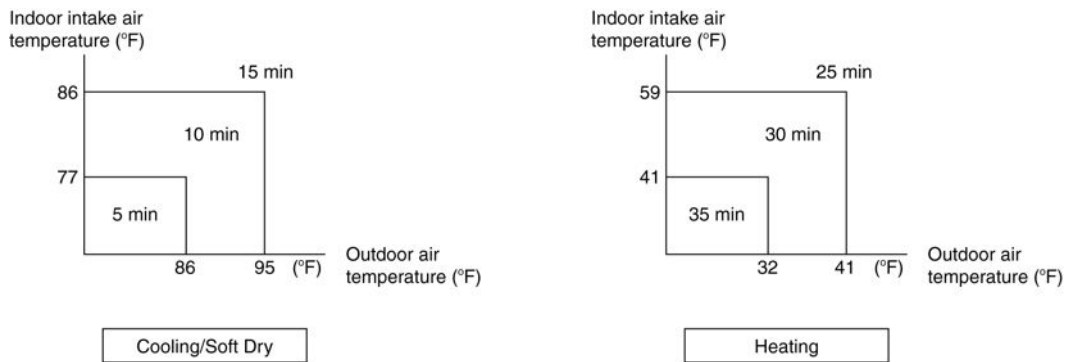 Indoor intake air
temperature (°F)
15 min
86
10 min
77
5 min
86 95 (°F)
Outdoor air
temperature (°F)
Cooling/Soft Dry
Indoor intake air
temperature (°F)
25 min
59
30 min
41
35 min
32 41 (°F)
Outdoor air
temperature (°F)
Heating